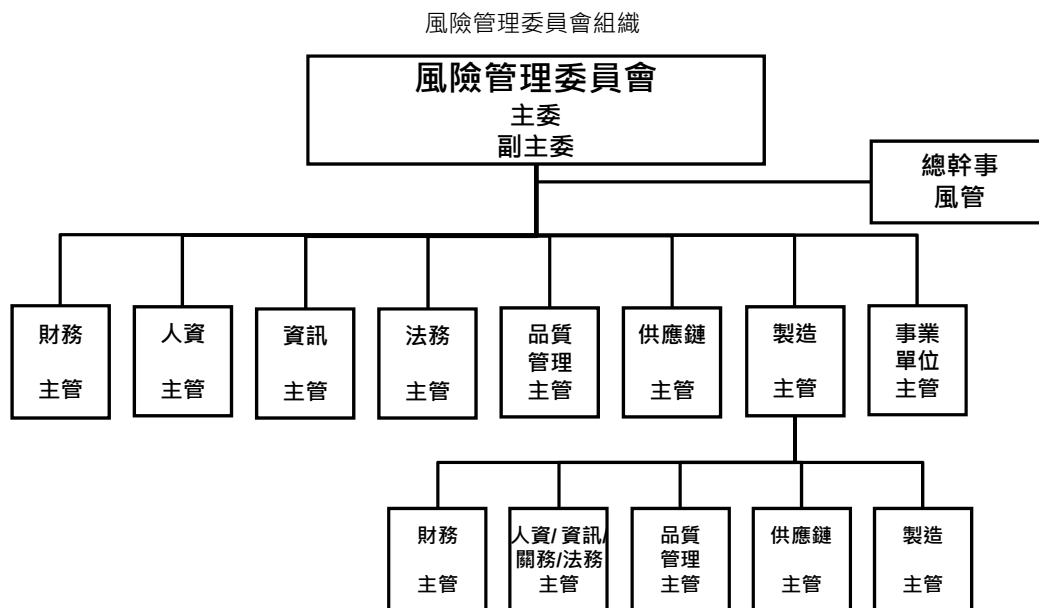 風險管理委員會組織
風險管理委員會
主委
副主委
總幹事
風管
財務
主管
人資
主管
資訊
主管
法務
主管
品質
管理
主管
供應鏈
主管
製造
主管
事業
單位
主管
財務
主管
人資/ 資訊/
關務/法務
主管
品質
管理
主管
供應鏈
主管
製造
主管